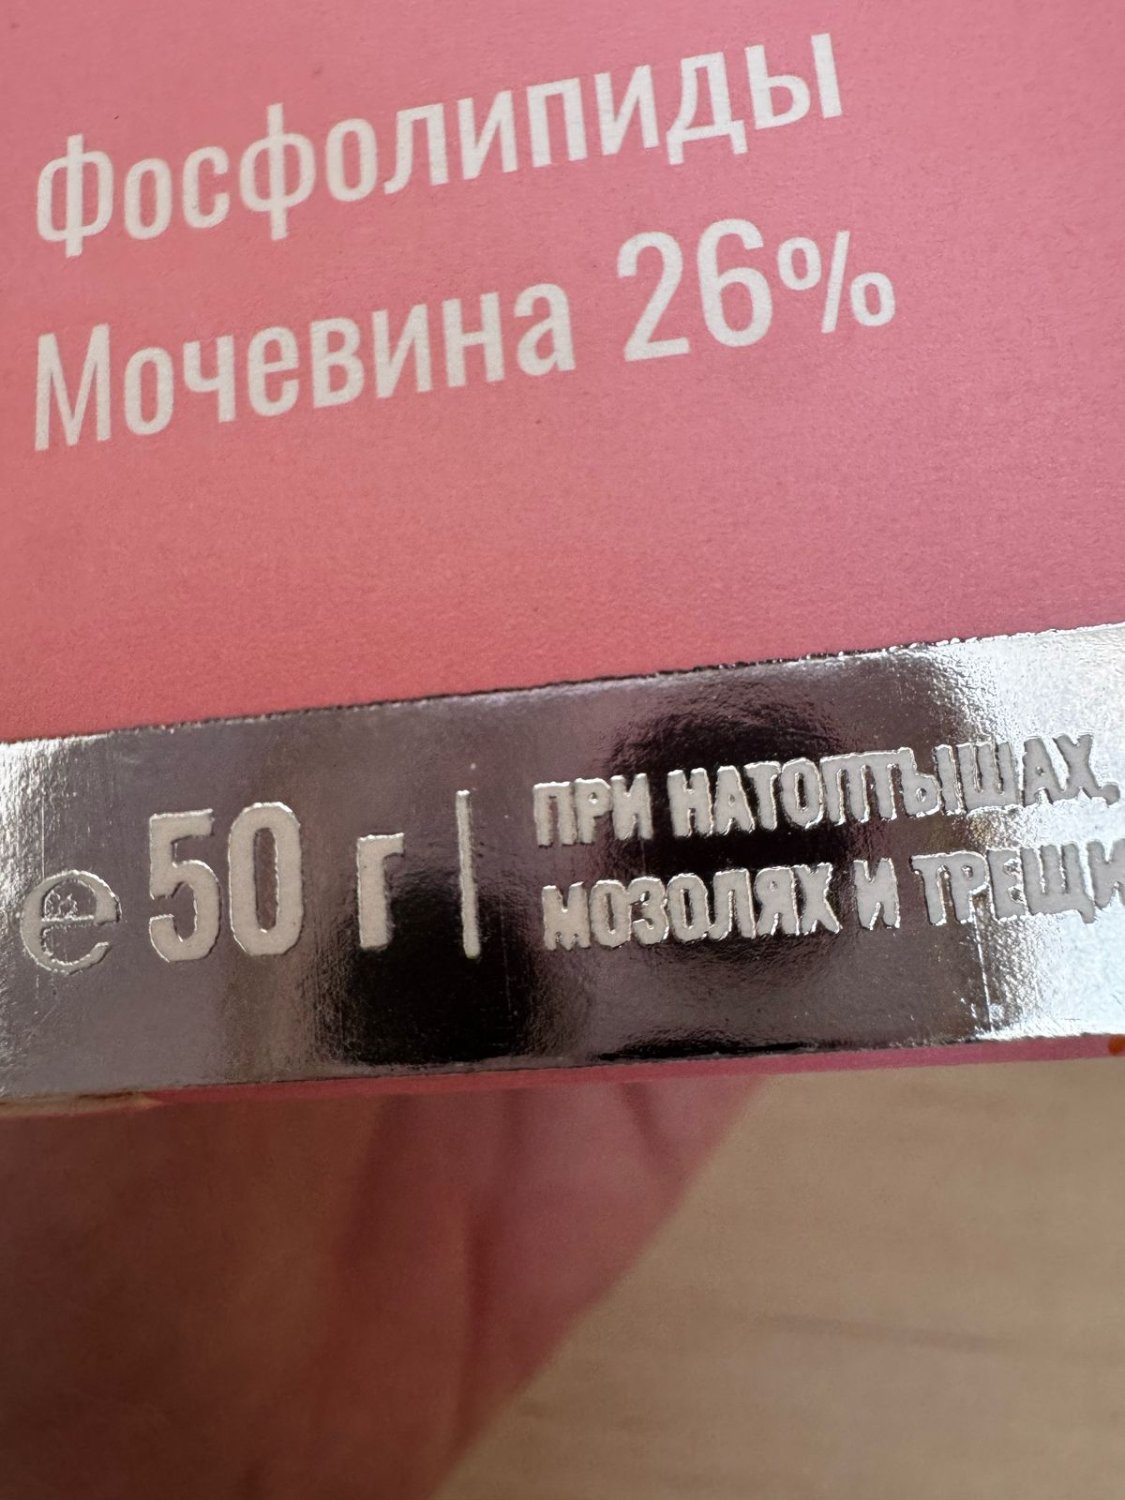 Фосфолипиды
Мочевина 26%
℮ 50 г | ПРИ НАТОПТЫШАХ,
МОЗОЛЯХ И